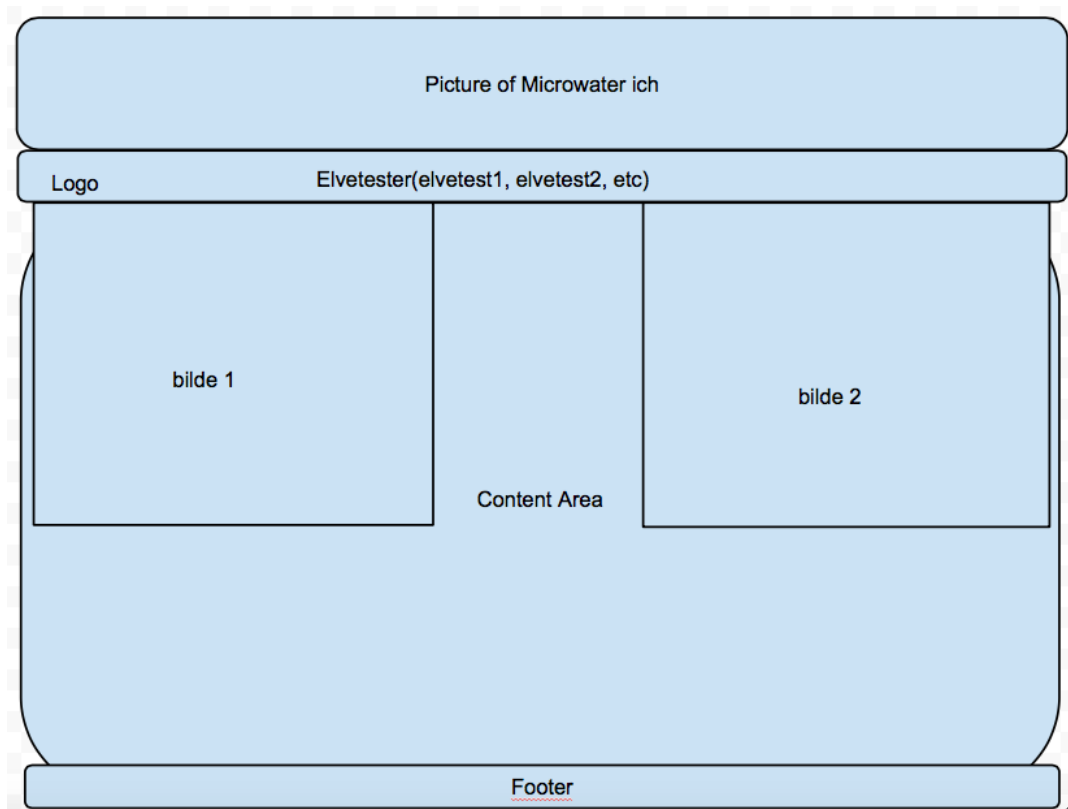 Picture of Microwater ich
Logo
Elvetester(elvetest1, elvetest2, etc)
bilde 1
bilde 2
Content Area
Footer